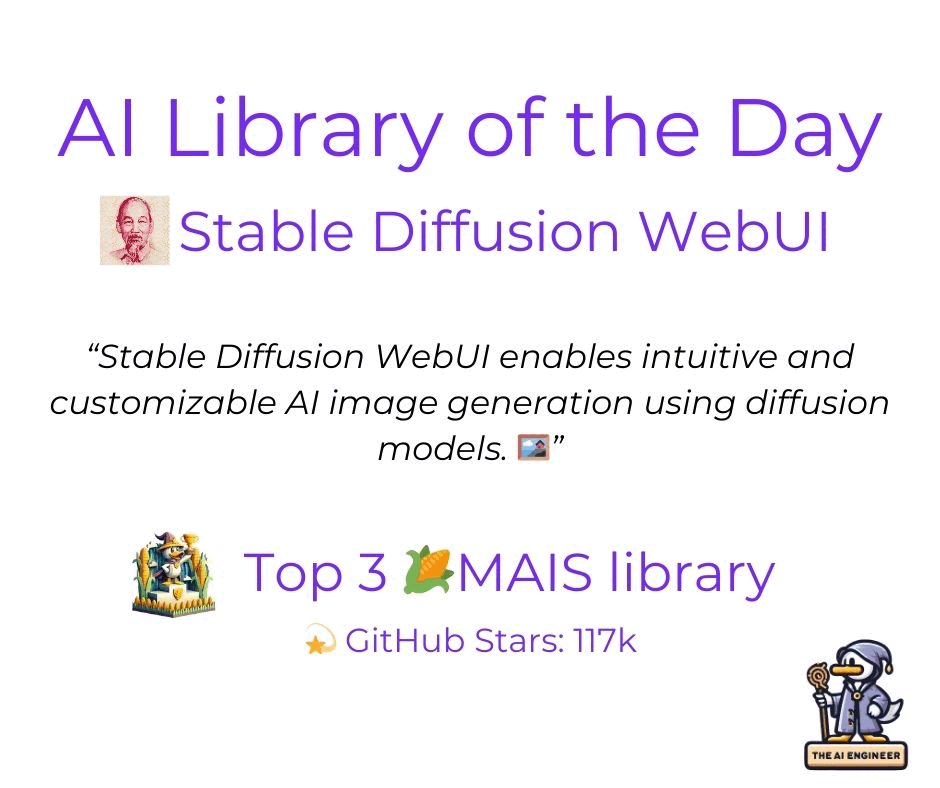 AI Library of the Day
Stable Diffusion WebUI
“Stable Diffusion WebUI enables intuitive and
customizable AI image generation using diffusion
models. 🖼️”
Top 3 🌽MAIS library
💫 GitHub Stars: 117k
THE AI ENGINEER